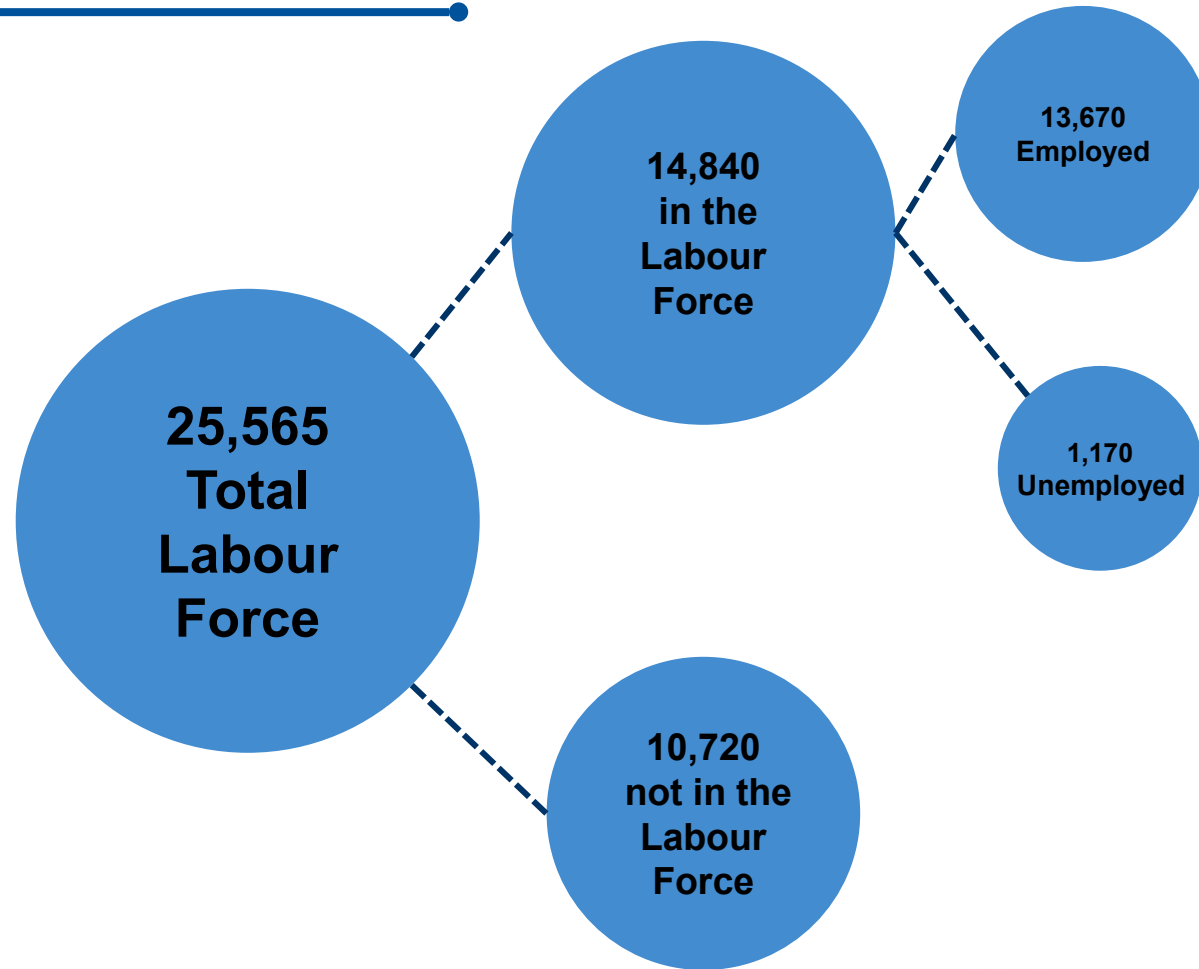 25,565
Total
Labour
Force
14,840
in the
Labour
Force
13,670
Employed
1,170
Unemployed
10,720
not in the
Labour
Force